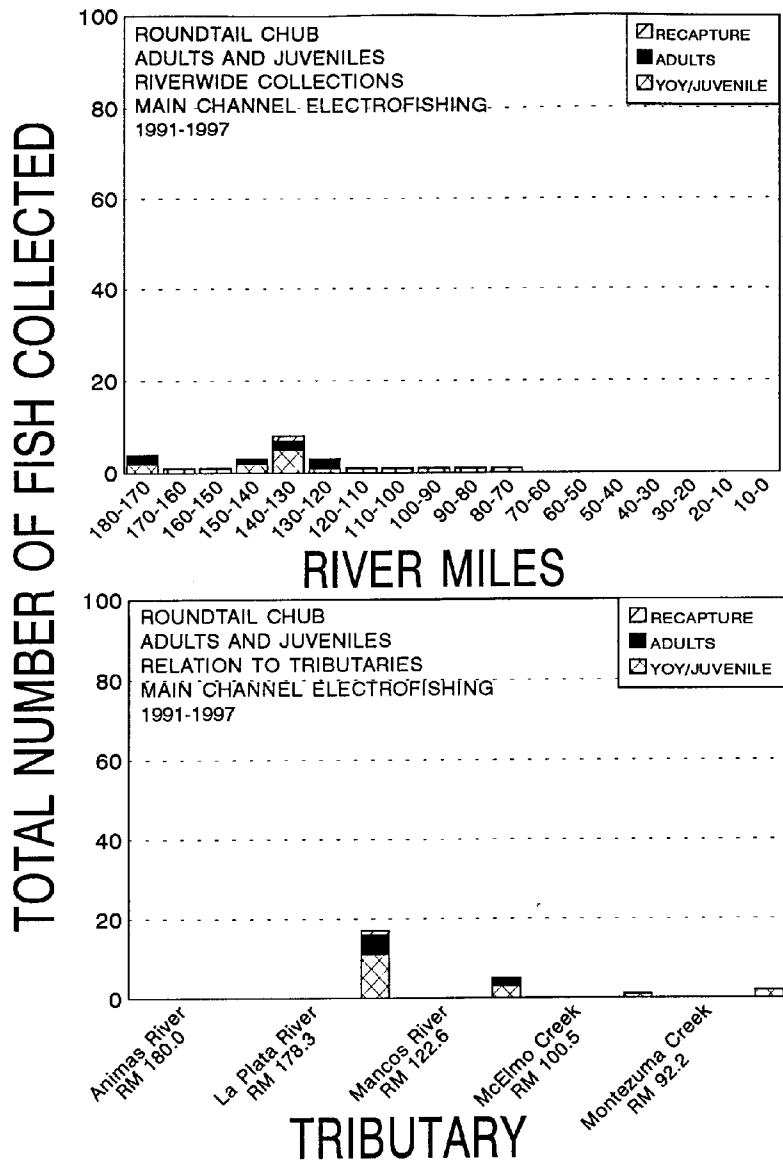 TOTAL NUMBER OF FISH COLLECTED
100
80
60
40
20
0
ROUNDTAIL CHUB
ADULTS AND JUVENILES
RIVERWIDE COLLECTIONS
MAIN CHANNEL ELECTROFISHING
1991-1997
RECAPTURE
ADULTS
YOY/JUVENILE
180-170
170-160
160-150
150-140
140-130
130-120
120-110
110-100
100-90
90-80
80-70
70-60
60-50
50-40
40-30
30-20
20-10
10-0
RIVER MILES
100
80
60
40
20
0
ROUNDTAIL CHUB
ADULTS AND JUVENILES
RELATION TO TRIBUTARIES
MAIN CHANNEL ELECTROFISHING
1991-1997
RECAPTURE
ADULTS
YOY/JUVENILE
Animas River
RM 180.0
La Plata River
RM 178.3
Mancos River
RM 122.6
McElmo Creek
RM 100.5
Montezuma Creek
RM 92.2
TRIBUTARY